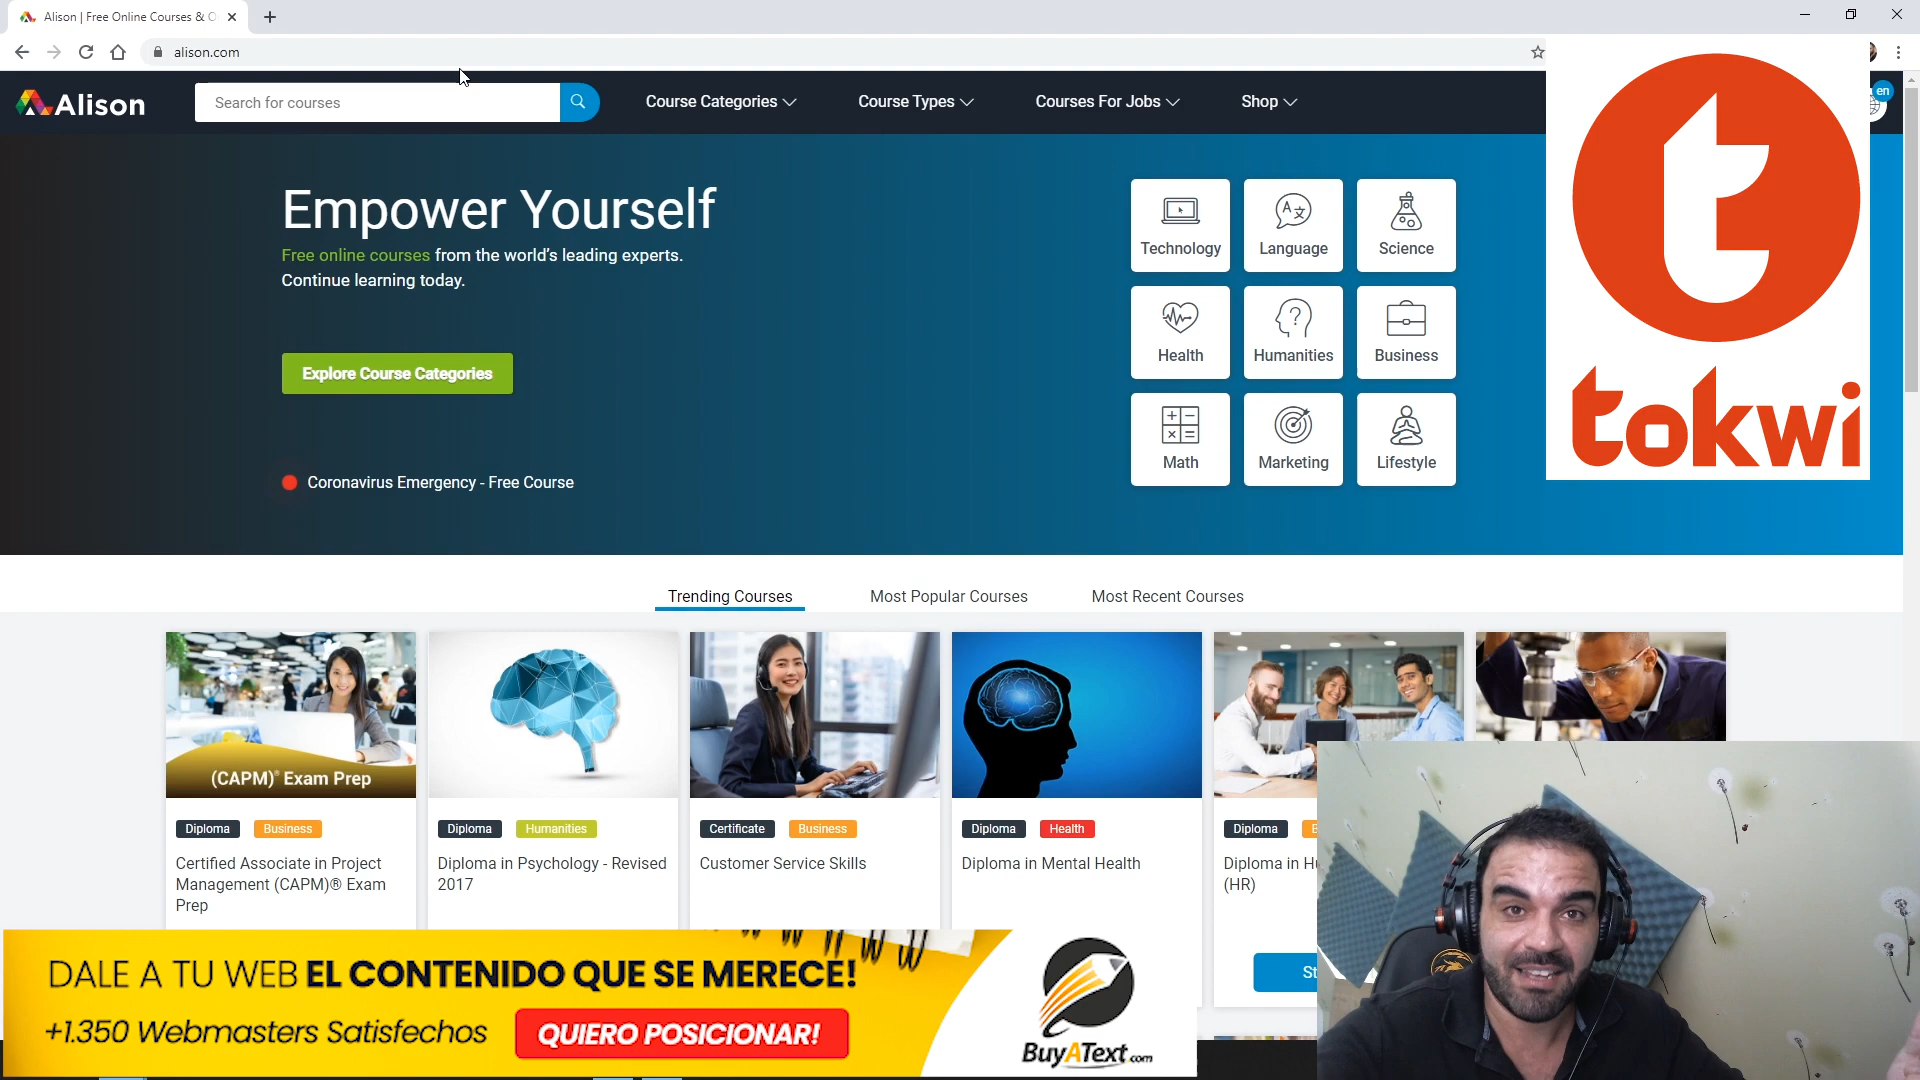 Alison | Free Online Courses & O
alison.com
Alison
Search for courses
Course Categories
Course Types
Courses For Jobs
Shop
en
Empower Yourself
Free online courses from the world's leading experts.
Continue learning today.
Explore Course Categories
Coronavirus Emergency - Free Course
Technology
Language
Science
Health
Humanities
Business
Math
Marketing
Lifestyle
t
tokwi
Trending Courses
Most Popular Courses
Most Recent Courses
(CAPM)® Exam Prep
Diploma
Business
Certified Associate in Project
Management (CAPM)® Exam
Prep
Diploma
Humanities
Diploma in Psychology - Revised
2017
Certificate
Business
Customer Service Skills
Diploma
Health
Diploma in Mental Health
Diploma
B
Diploma in Hu
(HR)
St
DALE A TU WEB EL CONTENIDO QUE SE MERECE!
+1.350 Webmasters Satisfechos
QUIERO POSICIONAR!
BuyAText.com